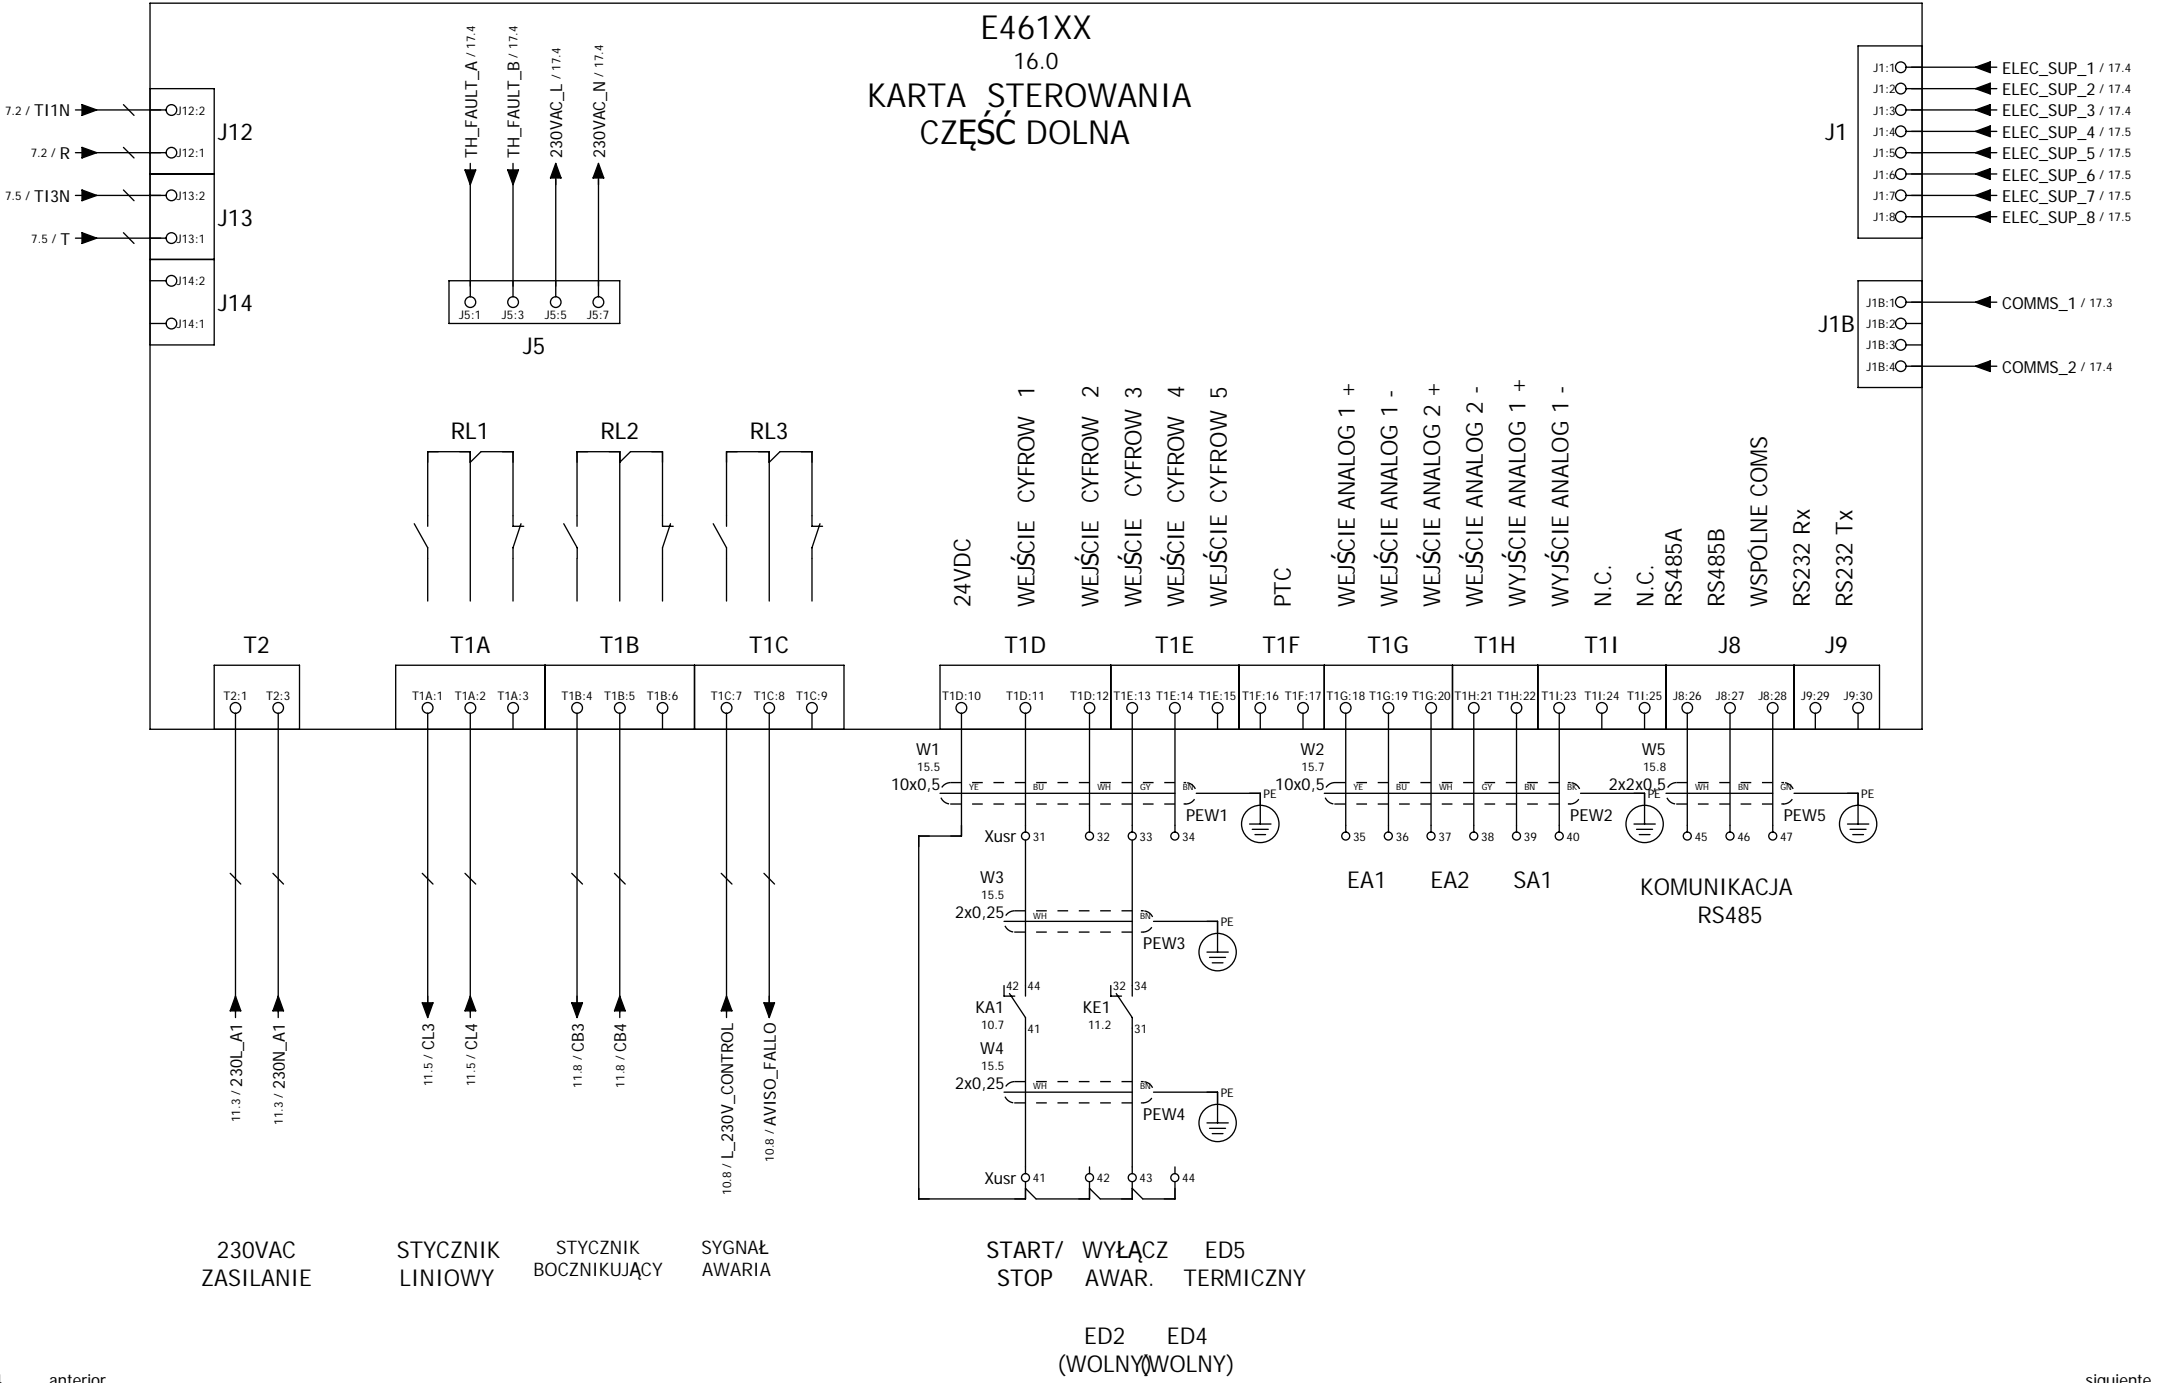 E461XX
16.0
KARTA STEROWANIA
CZĘŚĆ DOLNA
7.2 / TI1N
J12:2
J12
7.2 / R
J12:1
7.5 / TI3N
J13:2
J13
7.5 / T
J13:1
J14:2
J14
J14:1
TH_FAULT_A / 17.4
TH_FAULT_B / 17.4
230VAC_L / 17.4
230VAC_N / 17.4
J5:1 J5:3 J5:5 J5:7
J5
J1
J1:1 ELEC_SUP_1 / 17.4
J1:2 ELEC_SUP_2 / 17.4
J1:3 ELEC_SUP_3 / 17.4
J1:4 ELEC_SUP_4 / 17.5
J1:5 ELEC_SUP_5 / 17.5
J1:6 ELEC_SUP_6 / 17.5
J1:7 ELEC_SUP_7 / 17.5
J1:8 ELEC_SUP_8 / 17.5
J1B
J1B:1 COMMS_1 / 17.3
J1B:2
J1B:3
J1B:4 COMMS_2 / 17.4
RL1 RL2 RL3
24VDC
WEJŚCIE CYFROW 1
WEJŚCIE CYFROW 2
WEJŚCIE CYFROW 3
WEJŚCIE CYFROW 4
WEJŚCIE CYFROW 5
PTC
WEJŚCIE ANALOG 1 +
WEJŚCIE ANALOG 1 -
WEJŚCIE ANALOG 2 +
WEJŚCIE ANALOG 2 -
WYJŚCIE ANALOG 1 +
WYJŚCIE ANALOG 1 -
N.C.
N.C.
RS485A
RS485B
WSPÓLNE COMS
RS232 Rx
RS232 Tx
T2 T1A T1B T1C T1D T1E T1F T1G T1H T1I J8 J9
T2:1 T2:3 T1A:1 T1A:2 T1A:3 T1B:4 T1B:5 T1B:6 T1C:7 T1C:8 T1C:9 T1D:10 T1D:11 T1D:12 T1E:13 T1E:14 T1E:15 T1F:16 T1F:17 T1G:18 T1G:19 T1G:20 T1H:21 T1H:22 T1I:23 T1I:24 T1I:25 J8:26 J8:27 J8:28 J9:29 J9:30
W1
15.5
10x0,5
YE BU WH GY BN PE
PEW1
W2
15.7
10x0,5
YE BU WH GY BN BK PE
PEW2
W5
15.8
2x2x0,5
WH BN GN PE
PEW5
Xusr 31 32 33 34
35 36 37 38 39 40
45 46 47
EA1 EA2 SA1
KOMUNIKACJA
RS485
W3
15.5
2x0,25
WH BN PE
PEW3
42 44
KA1
10.7
41
32 34
KE1
11.2
31
W4
15.5
2x0,25
WH BN PE
PEW4
Xusr 41 42 43 44
11.3 / 230L_A1
11.3 / 230N_A1
11.5 / CL3
11.5 / CL4
11.8 / CB3
11.8 / CB4
10.8 / L_230V_CONTROL
10.8 / AVISO_FALLO
230VAC
ZASILANIE
STYCZNIK
LINIOWY
STYCZNIK
BOCZNIKUJĄCY
SYGNAŁ
AWARIA
START/
STOP
WYŁĄCZ
AWAR.
ED5
TERMICZNY
ED2
(WOLNY)
ED4
(WOLNY)
anterior
siguiente